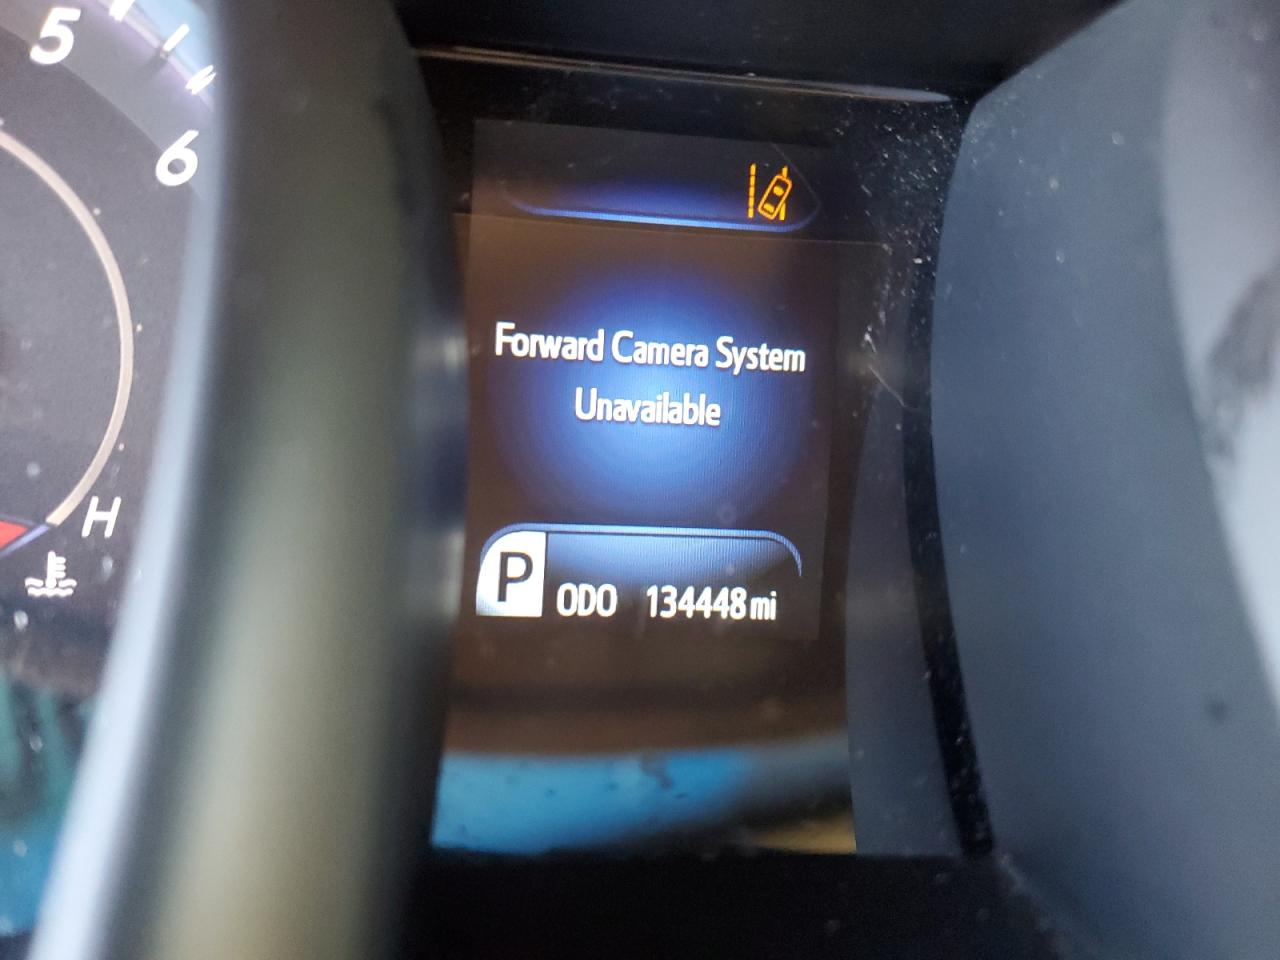 5
6
H
Forward Camera System
Unavailable
P ODO 134448 mi